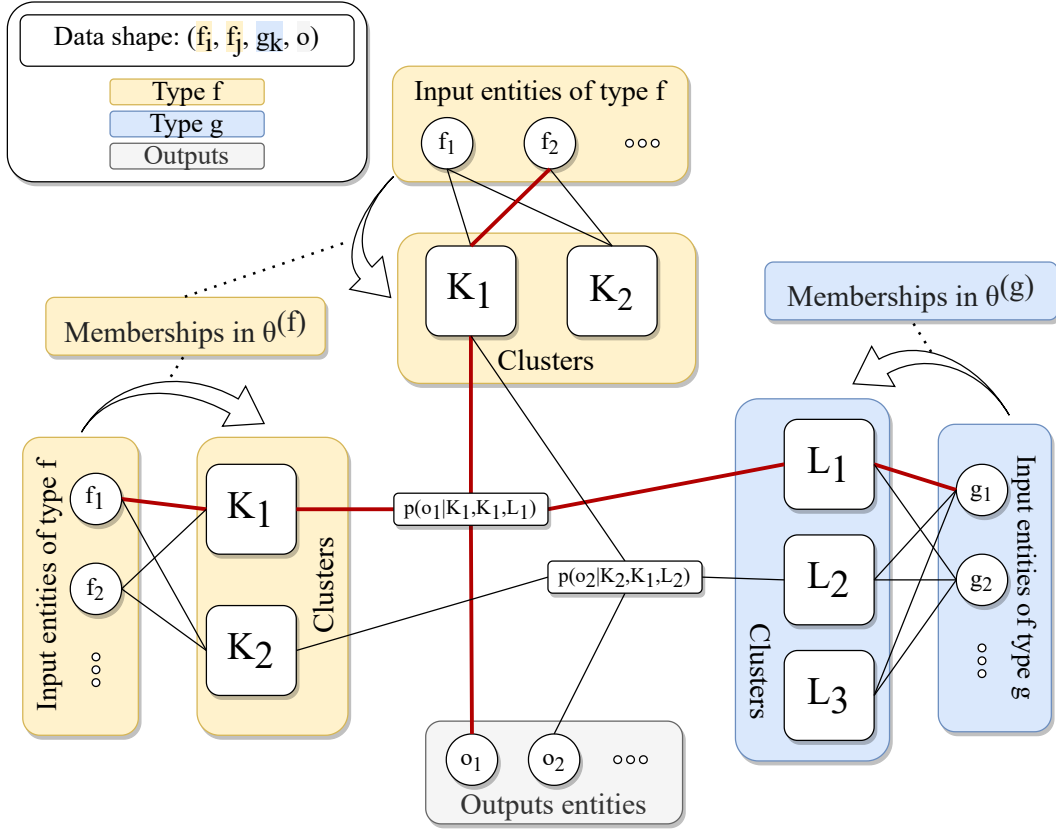 Data shape: (fi, fj, gk, o)
Type f
Type g
Outputs
Input entities of type f
f1
f2
K1
K2
Clusters
Memberships in θ(f)
Memberships in θ(g)
Input entities of type f
f1
f2
K1
K2
Clusters
p(o1|K1,K1,L1)
p(o2|K2,K1,L2)
Clusters
L1
L2
L3
g1
g2
Input entities of type g
o1
o2
Outputs entities